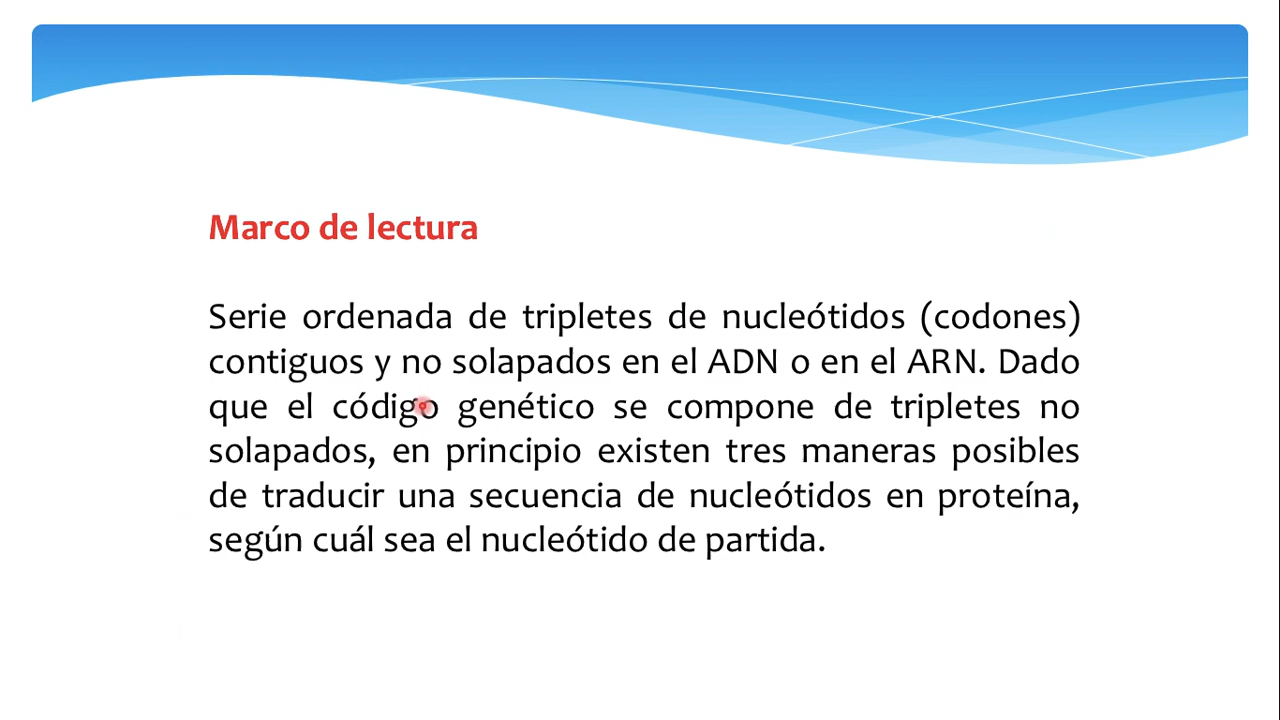 Marco de lectura
Serie ordenada de tripletes de nucleótidos (codones)
contiguos y no solapados en el ADN o en el ARN. Dado
que el código genético se compone de tripletes no
solapados, en principio existen tres maneras posibles
de traducir una secuencia de nucleótidos en proteína,
según cuál sea el nucleótido de partida.